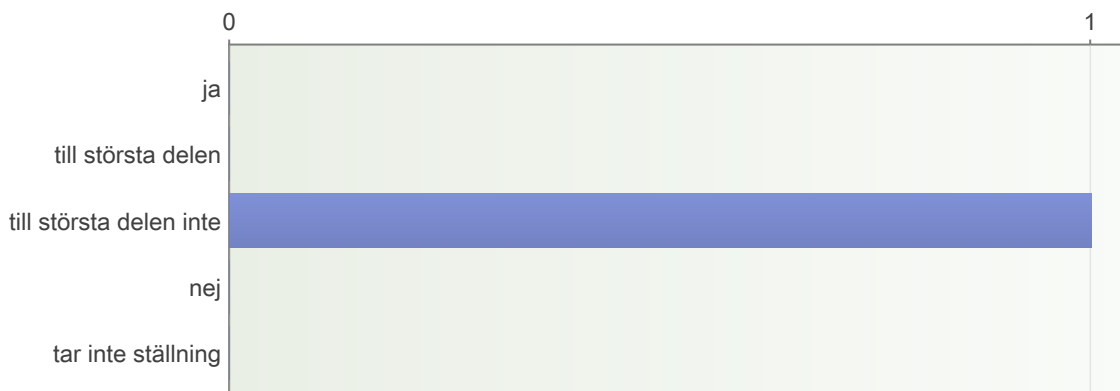 0 1
ja
till största delen
till största delen inte
nej
tar inte ställning